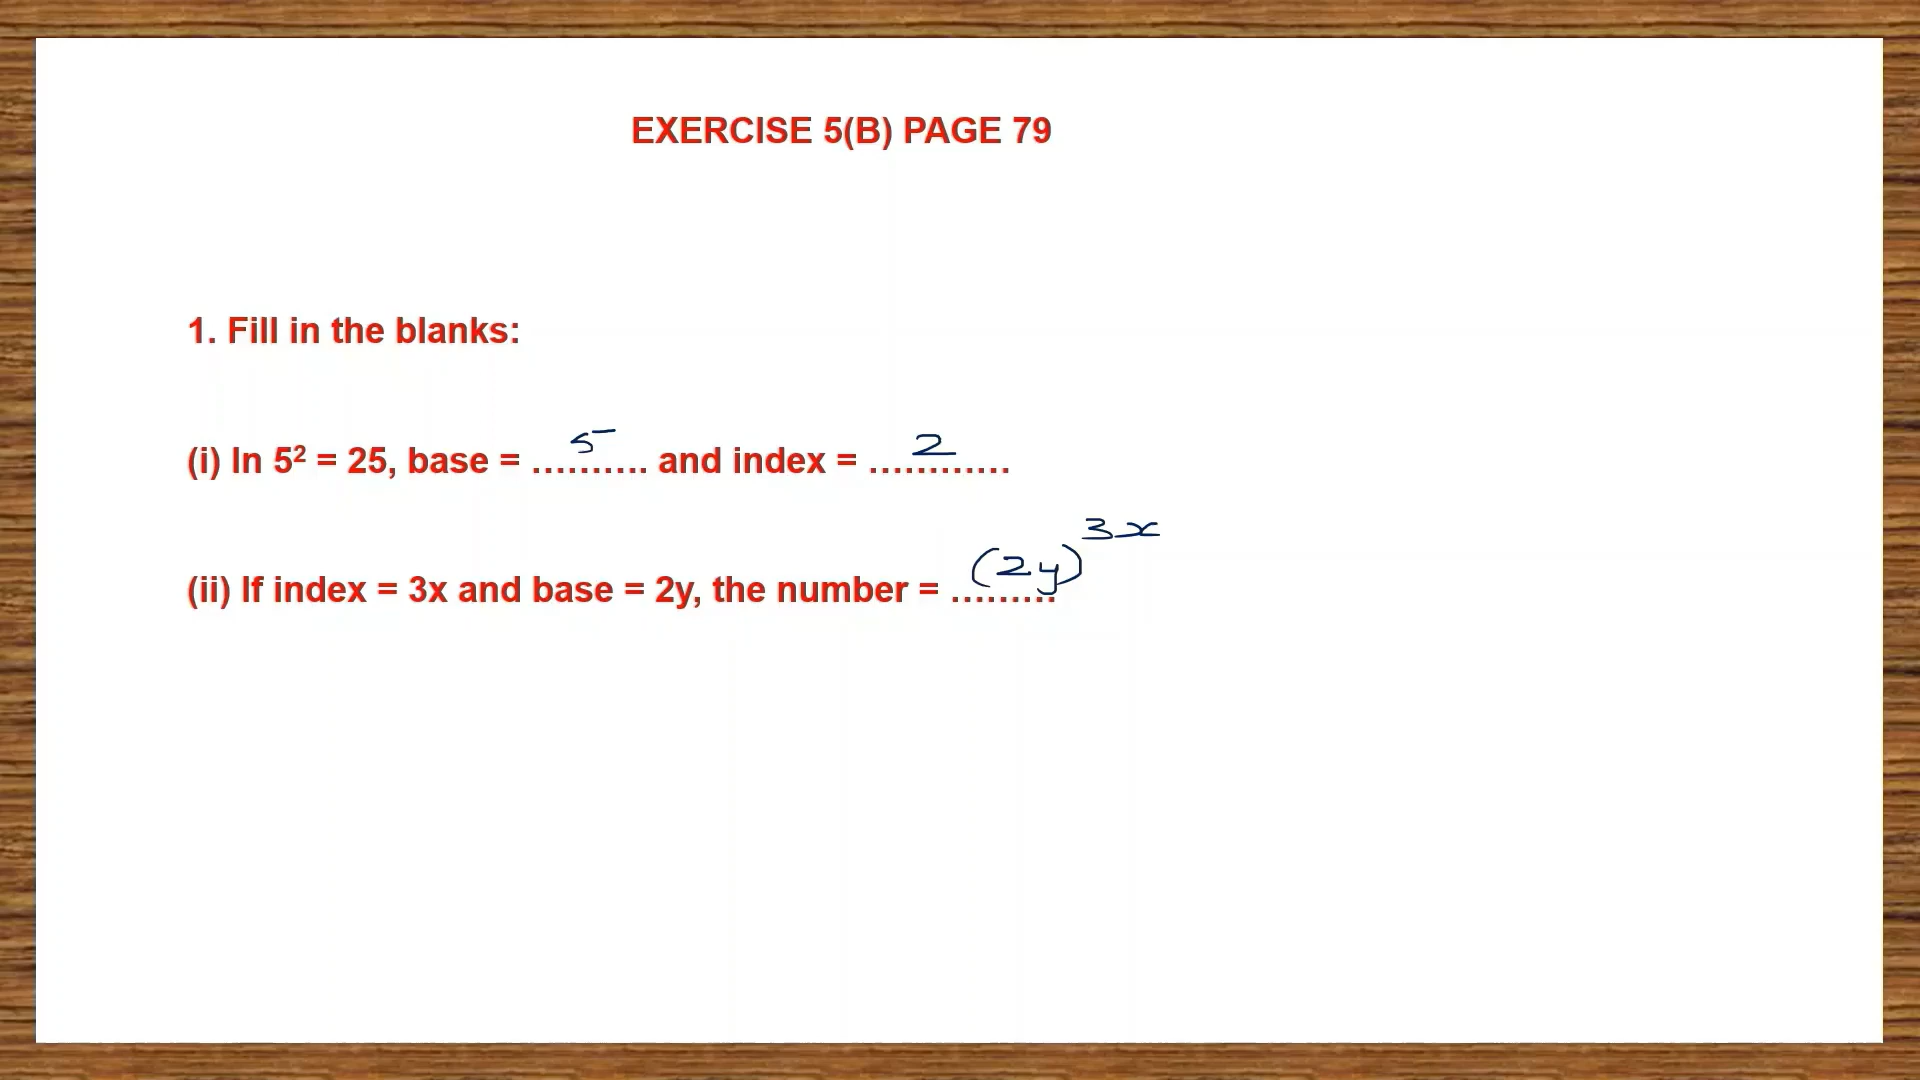 EXERCISE 5(B) PAGE 79
1. Fill in the blanks:
(i) In 5² = 25, base = ...5....... and index = ....2........
(ii) If index = 3x and base = 2y, the number = (2y)^3x .........